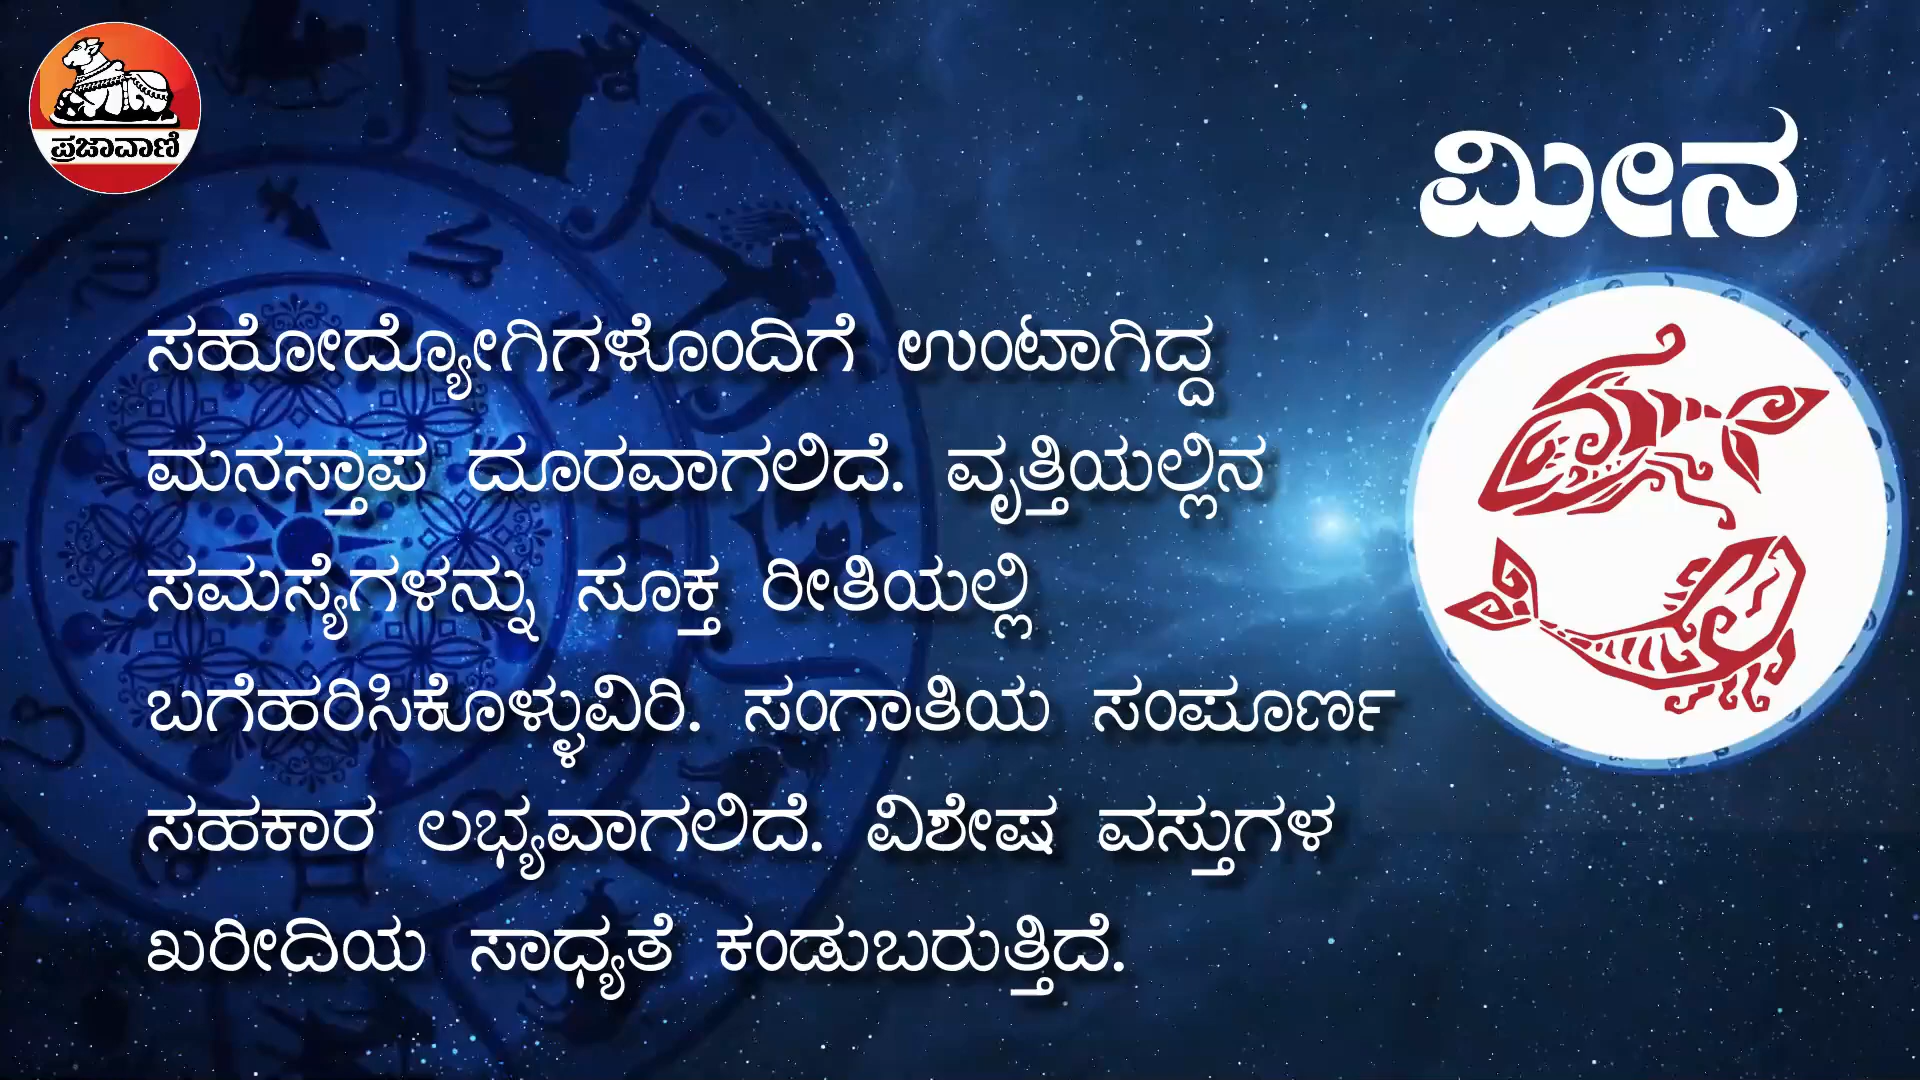 ಪ್ರಜಾವಾಣಿ
ಮೀನ
ಸಹೋದ್ಯೋಗಿಗಳೊಂದಿಗೆ ಉಂಟಾಗಿದ್ದ
ಮನಸ್ತಾಪ ದೂರವಾಗಲಿದೆ. ವೃತ್ತಿಯಲ್ಲಿನ
ಸಮಸ್ಯೆಗಳನ್ನು ಸೂಕ್ತ ರೀತಿಯಲ್ಲಿ
ಬಗೆಹರಿಸಿಕೊಳ್ಳುವಿರಿ. ಸಂಗಾತಿಯ ಸಂಪೂರ್ಣ
ಸಹಕಾರ ಲಭ್ಯವಾಗಲಿದೆ. ವಿಶೇಷ ವಸ್ತುಗಳ
ಖರೀದಿಯ ಸಾಧ್ಯತೆ ಕಂಡುಬರುತ್ತಿದೆ.